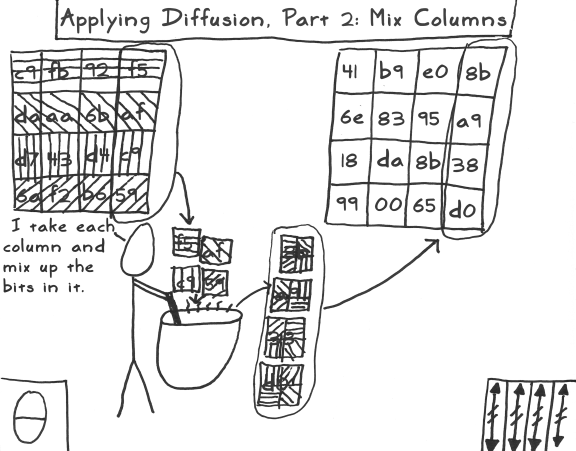 Applying Diffusion, Part 2: Mix Columns
c9 fb 92 f5
da aa 6b af
d7 43 d4 c9
6a f2 b6 59
41 b9 e0 8b
6e 83 95 a9
18 da 8b 38
99 00 65 d0
I take each
column and
mix up the
bits in it.
f5 af
c9 59